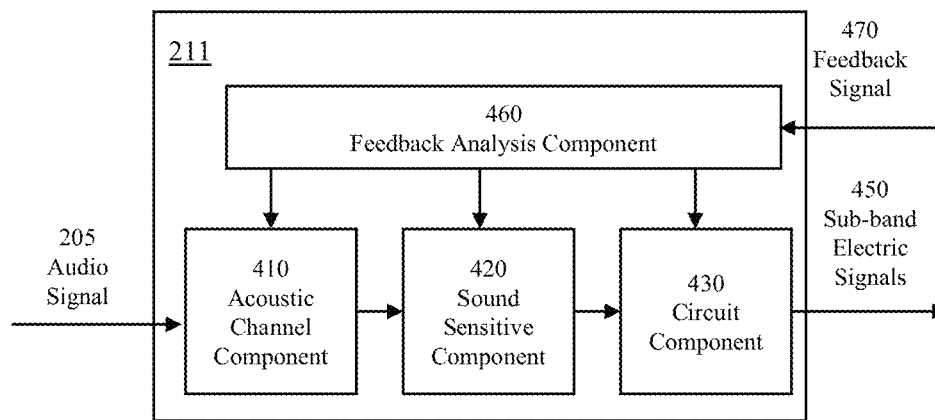 211
470
Feedback
Signal
460
Feedback Analysis Component
450
Sub-band
Electric
Signals
205
Audio
Signal
410
Acoustic
Channel
Component
420
Sound
Sensitive
Component
430
Circuit
Component